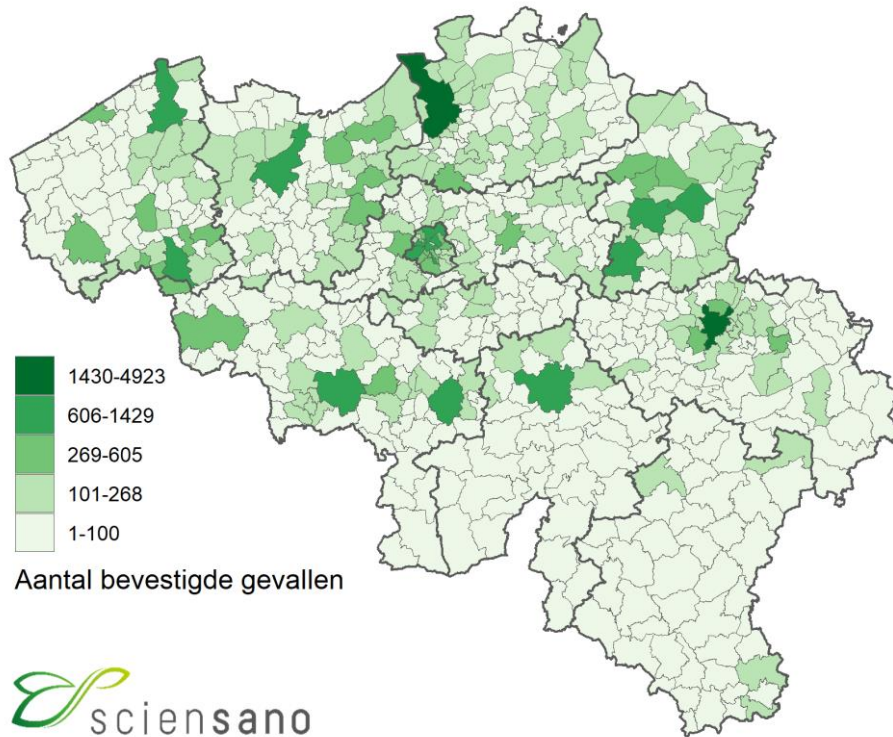 1430-4923
606-1429
269-605
101-268
1-100
Aantal bevestigde gevallen
sciensano